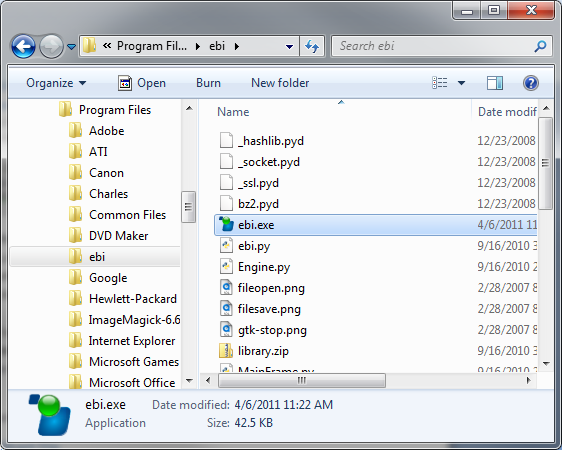 « Program Fil... ▸ ebi ▸
Search ebi
Organize Open Burn New folder
Program Files
Adobe
ATI
Canon
Charles
Common Files
DVD Maker
ebi
Google
Hewlett-Packard
ImageMagick-6.6
Internet Explorer
Microsoft Games
Microsoft Office
Name Date modif
_hashlib.pyd 12/23/2008
_socket.pyd 12/23/2008
_ssl.pyd 12/23/2008
bz2.pyd 12/23/2008
ebi.exe 4/6/2011 11
ebi.py 9/16/2010 3
Engine.py 9/16/2010
fileopen.png 2/28/2007 8
filesave.png 2/28/2007 8
gtk-stop.png 2/28/2007 8
library.zip 9/16/2010 3
MainFrame.py 9/16/2010
ebi.exe Date modified: 4/6/2011 11:22 AM
Application Size: 42.5 KB